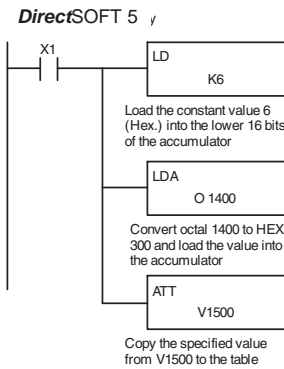 DirectSOFT 5 y
X1
LD
K6
Load the constant value 6
(Hex.) into the lower 16 bits
of the accumulator
LDA
O 1400
Convert octal 1400 to HEX
300 and load the value into
the accumulator
ATT
V1500
Copy the specified value
from V1500 to the table